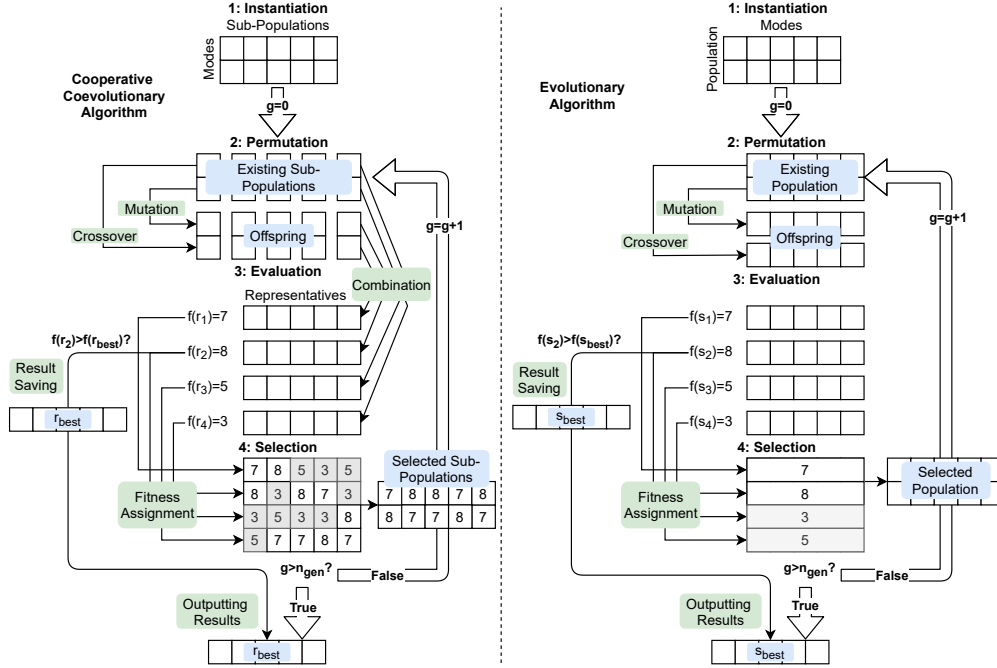 1: Instantiation
Sub-Populations
Modes
Cooperative
Coevolutionary
Algorithm
g=0
2: Permutation
Existing Sub-
Populations
Mutation
Crossover
Offspring
g=g+1
3: Evaluation
Combination
Representatives
f(r1)=7
f(r2)>f(rbest)?
f(r2)=8
Result
Saving
f(r3)=5
rbest
f(r4)=3
4: Selection
7 8 5 3 5
8 3 8 7 3
3 5 3 3 8
5 7 7 8 7
Fitness
Assignment
Selected Sub-
Populations
7 8 8 7 8
8 7 7 8 7
g>ngen?
False
True
Outputting
Results
rbest
1: Instantiation
Modes
Population
Evolutionary
Algorithm
g=0
2: Permutation
Existing
Population
Mutation
Crossover
Offspring
g=g+1
3: Evaluation
f(s1)=7
f(s2)>f(sbest)?
f(s2)=8
Result
Saving
f(s3)=5
sbest
f(s4)=3
4: Selection
7
8
3
5
Fitness
Assignment
Selected
Population
g>ngen?
False
True
Outputting
Results
sbest